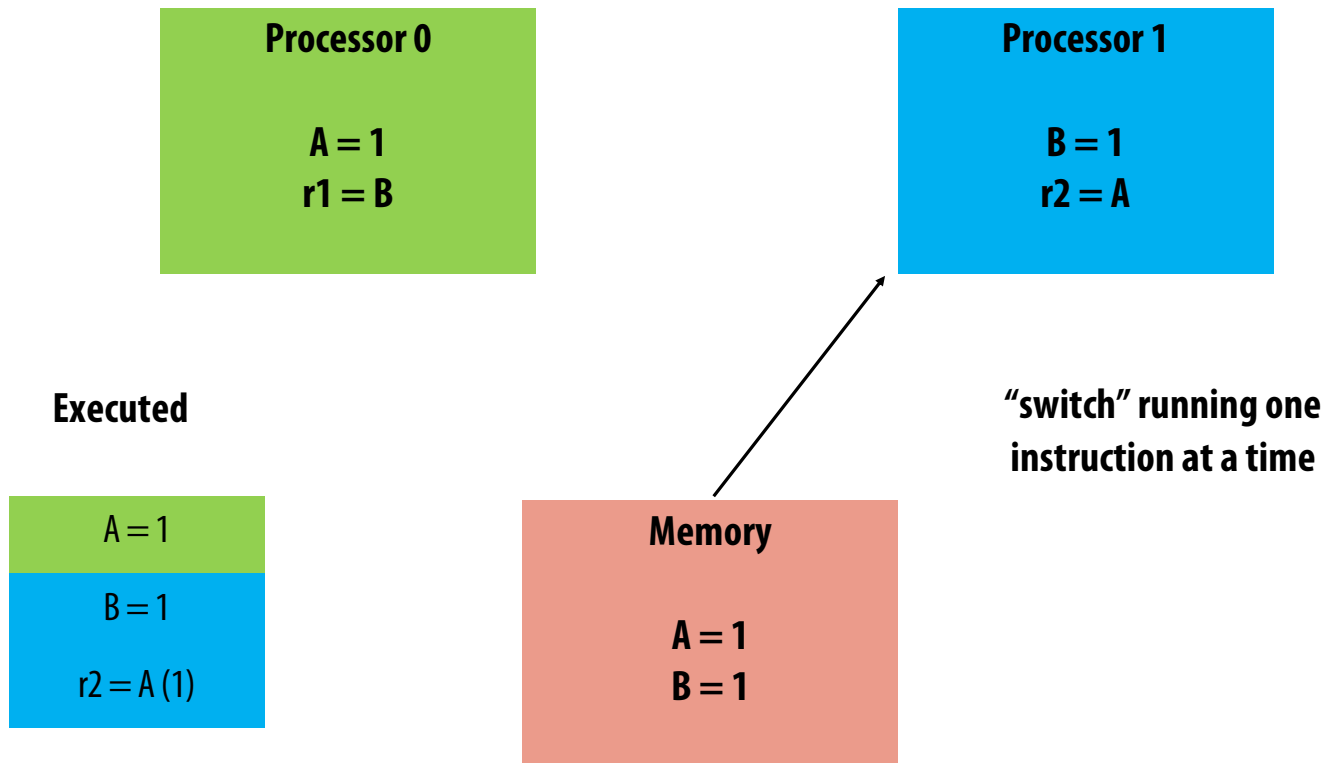 Processor 0
A = 1
r1 = B
Processor 1
B = 1
r2 = A
Executed
“switch” running one
instruction at a time
A = 1
B = 1
r2 = A (1)
Memory
A = 1
B = 1